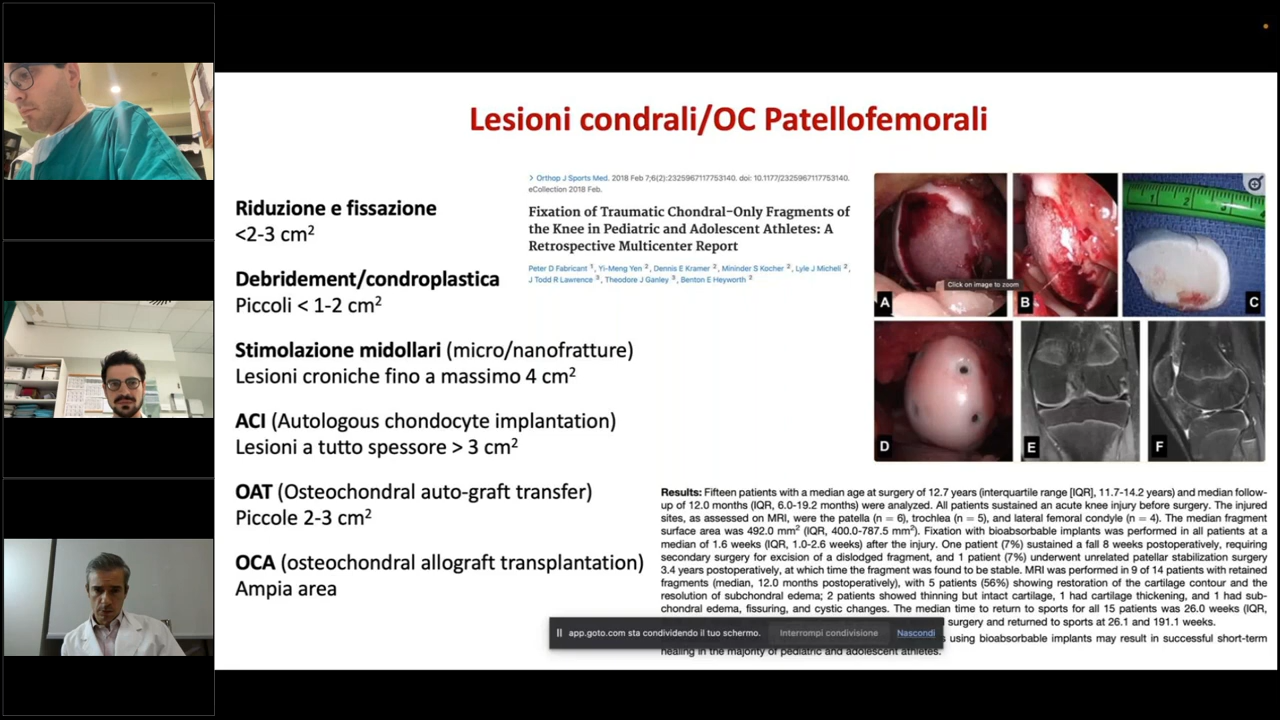 Lesioni condrali/OC Patellofemorali
Riduzione e fissazione
<2-3 cm²
Debridement/condroplastica
Piccoli < 1-2 cm²
Stimolazione midollari (micro/nanofratture)
Lesioni croniche fino a massimo 4 cm²
ACI (Autologous chondocyte implantation)
Lesioni a tutto spessore > 3 cm²
OAT (Osteochondral auto-graft transfer)
Piccole 2-3 cm²
OCA (osteochondral allograft transplantation)
Ampia area
> Orthop J Sports Med. 2018 Feb 7;6(2):2325967117753140. doi: 10.1177/2325967117753140.
eCollection 2018 Feb.
Fixation of Traumatic Chondral-Only Fragments of
the Knee in Pediatric and Adolescent Athletes: A
Retrospective Multicenter Report
Peter D Fabricant 1, Yi-Meng Yen 2, Dennis E Kramer 2, Mininder S Kocher 2, Lyle J Micheli 2,
J Todd R Lawrence 3, Theodore J Ganley 3, Benton E Heyworth 2
1 2 3
Click on image to zoom
A
B
C
D
E
F
Results: Fifteen patients with a median age at surgery of 12.7 years (interquartile range [IQR], 11.7-14.2 years) and median follow-
up of 12.0 months (IQR, 6.0-19.2 months) were analyzed. All patients sustained an acute knee injury before surgery. The injured
sites, as assessed on MRI, were the patella (n = 6), trochlea (n = 5), and lateral femoral condyle (n = 4). The median fragment
surface area was 492.0 mm² (IQR, 400.0-787.5 mm²). Fixation with bioabsorbable implants was performed in all patients at a
median of 1.6 weeks (IQR, 1.0-2.6 weeks) after the injury. One patient (7%) sustained a fall 8 weeks postoperatively, requiring
secondary surgery for excision of a dislodged fragment, and 1 patient (7%) underwent unrelated patellar stabilization surgery
3.4 years postoperatively, at which time the fragment was found to be stable. MRI was performed in 9 of 14 patients with retained
fragments (median, 12.0 months postoperatively), with 5 patients (56%) showing restoration of the cartilage contour and the
resolution of subchondral edema; 2 patients showed thinning but intact cartilage, 1 had cartilage thickening, and 1 had sub-
chondral edema, fissuring, and cystic changes. The median time to return to sports for all 15 patients was 26.0 weeks (IQR,
surgery and returned to sports at 26.1 and 191.1 weeks.
using bioabsorbable implants may result in successful short-term
healing in the majority of pediatric and adolescent athletes.
app.goto.com sta condividendo il tuo schermo. Interrompi condivisione Nascondi